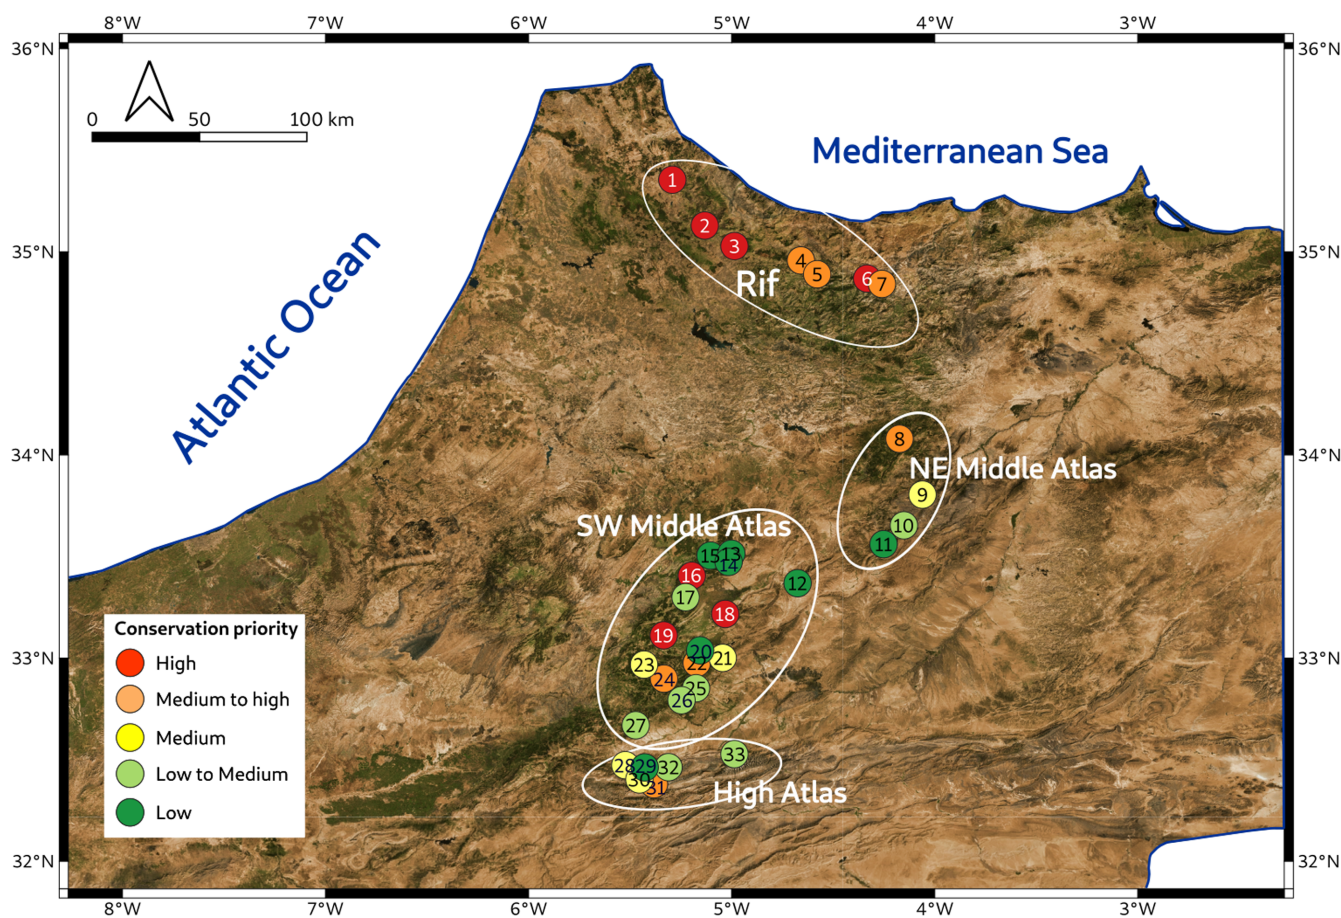 8°W 7°W 6°W 5°W 4°W 3°W
36°N 36°N
0 50 100 km
Mediterranean Sea
1
2
3
35°N 35°N
4
5
6
7
Rif
Atlantic Ocean
8
34°N 34°N
NE Middle Atlas
9
10
11
SW Middle Atlas
15 13
14
12
16
17
18
19
20
33°N 33°N
21
22
23
24
25
26
27
33
28 29 32
30
31
High Atlas
Conservation priority
High
Medium to high
Medium
Low to Medium
Low
32°N 32°N
8°W 7°W 6°W 5°W 4°W 3°W